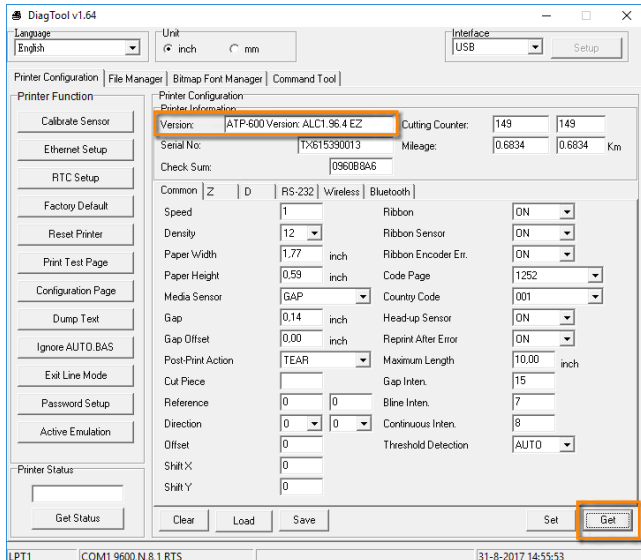 DiagTool v1.64
Language
English
Unit
inch
mm
Interface
USB
Setup
Printer Configuration File Manager Bitmap Font Manager Command Tool
Printer Function
Calibrate Sensor
Ethernet Setup
RTC Setup
Factory Default
Reset Printer
Print Test Page
Configuration Page
Dump Text
Ignore AUTO.BAS
Exit Line Mode
Password Setup
Active Emulation
Printer Status
Get Status
Printer Configuration
Printer Information
Version: ATP-600 Version: ALC1.96.4 EZ Cutting Counter: 149 149
Serial No: TX615390013 Mileage: 0.6834 0.6834 Km
Check Sum: 0960B8A6
Common Z D RS-232 Wireless Bluetooth
Speed 1 Ribbon ON
Density 12 Ribbon Sensor ON
Paper Width 1,77 inch Ribbon Encoder Err. ON
Paper Height 0,59 inch Code Page 1252
Media Sensor GAP Country Code 001
Gap 0,14 inch Head-up Sensor ON
Gap Offset 0,00 inch Reprint After Error ON
Post-Print Action TEAR Maximum Length 10,00 inch
Cut Piece Gap Inten. 15
Reference 0 0 Bline Inten. 7
Direction 0 0 Continuous Inten. 8
Offset 0 Threshold Detection AUTO
Shift X 0
Shift Y 0
Clear Load Save Set Get
LPT1 COM1 9600,N,8,1 RTS 31-8-2017 14:55:53